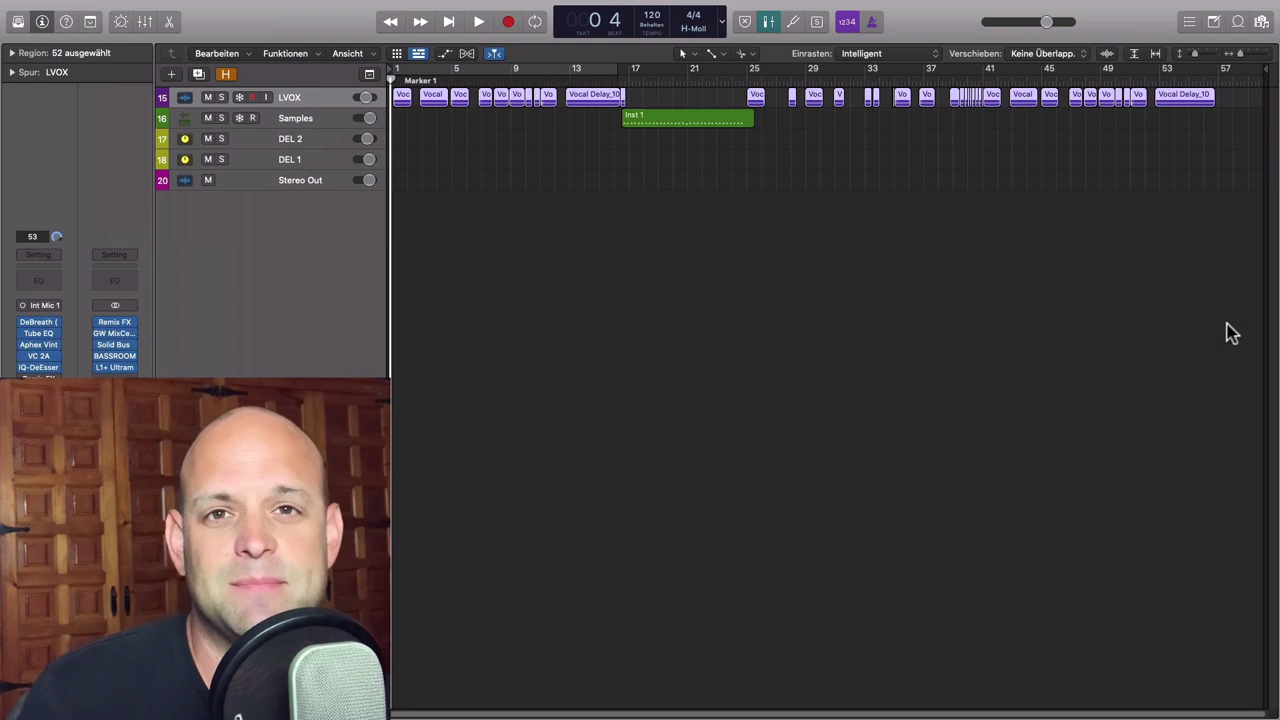 0 4
TAKT BEAT
120
Behalten
TEMPO
4/4
H-Moll
1234
Region: 52 ausgewählt
Bearbeiten
Funktionen
Ansicht
Einrasten: Intelligent
Verschieben: Keine Überlapp.
Spur: LVOX
H
1 5 9 13 17 21 25 29 33 37 41 45 49 53 57
Marker 1
15 M S R I LVOX
Voc Vocal Voc Vo Vo Vo Vo Vocal Delay_10 Voc Voc V Vo Vo Voc Vocal Voc Vo Vo Vo Vo Vocal Delay_10
16 M S R Samples
Inst 1
17 M S DEL 2
18 M S DEL 1
20 M Stereo Out
53
Setting Setting
EQ EQ
Int Mic 1
DeBreath ( Remix FX
Tube EQ GW MixCe...
Aphex Vint Solid Bus
VC 2A BASSROOM
IQ-DeEsser L1+ Ultram